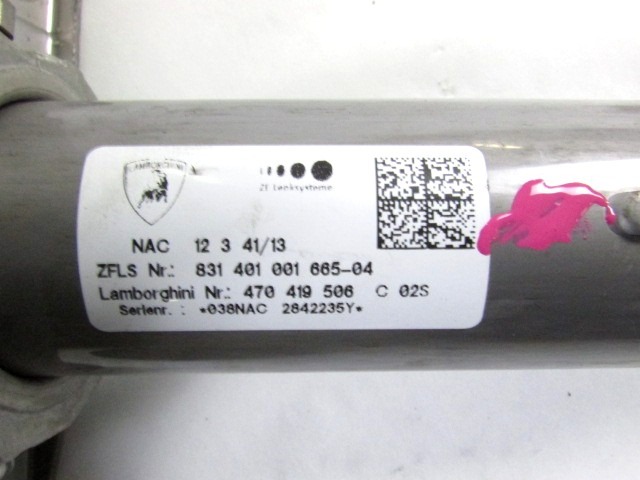 LAMBORGHINI
ZF Lenksysteme
NAC 12 3 41/13
ZFLS Nr.: 831 401 001 665-04
Lamborghini Nr.: 470 419 506 C 02S
Serienr. : *038NAC 2842235Y*